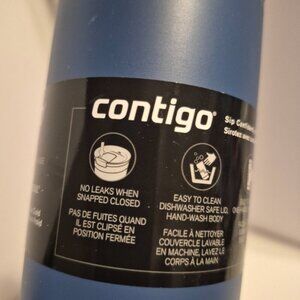 contigo
Sip
NO LEAKS WHEN
SNAPPED CLOSED
PAS DE FUITES QUAND
IL EST CLIPSÉ EN
POSITION FERMÉE
EASY TO CLEAN
DISHWASHER SAFE LID,
HAND-WASH BODY
FACILE À NETTOYER
COUVERCLE LAVABLE
EN MACHINE, LAVEZ LE
CORPS À LA MAIN